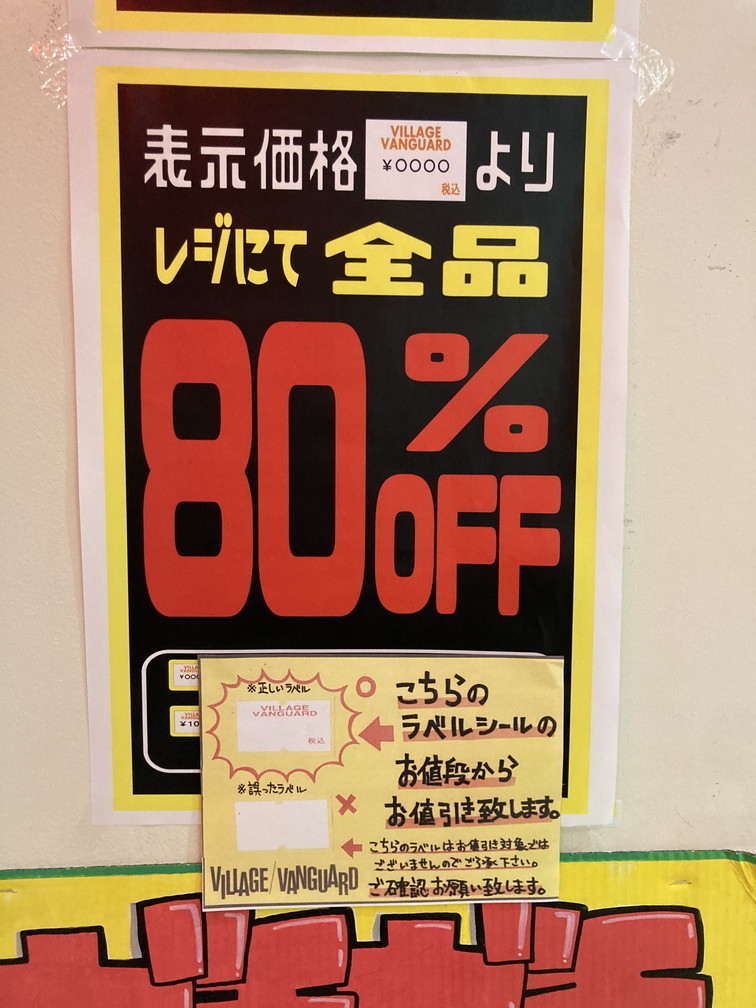 表示価格
VILLAGE
VANGUARD
¥0000
税込
より
レジにて 全品
80%
OFF
※正しいラベル
VILLAGE
VANGUARD
税込
○
こちらの
ラベルシールの
お値段から
お値引き致します。
※誤ったラベル
×
こちらのラベルはお値引き対象では
ございませんのでご了承下さい。
ご確認お願い致します。
VILLAGE/VANGUARD